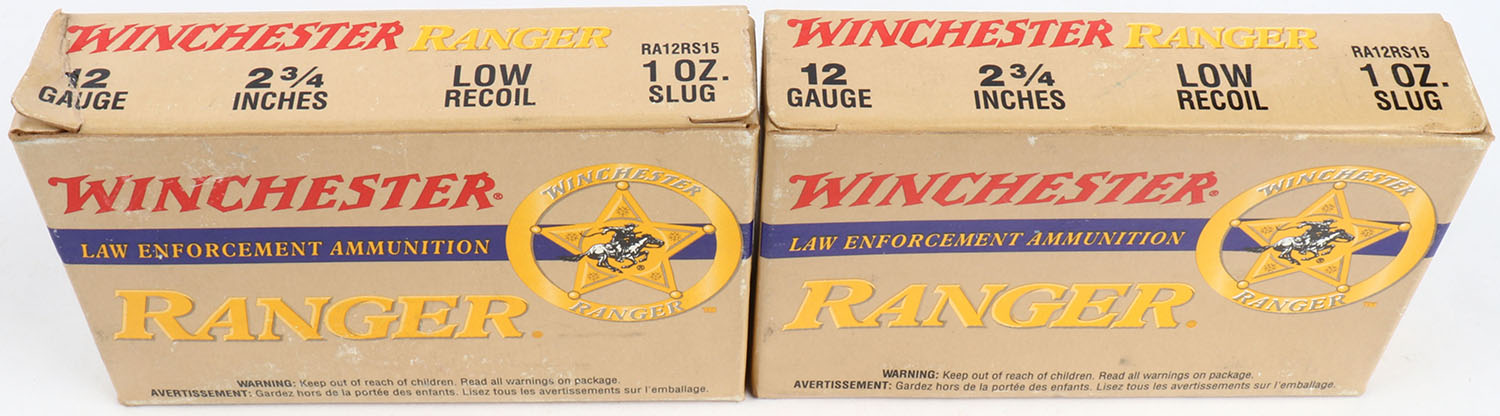 WINCHESTER RANGER
RA12RS15
12 2 3/4 LOW 1 OZ.
GAUGE INCHES RECOIL SLUG
WINCHESTER®
LAW ENFORCEMENT AMMUNITION
RANGER.
WINCHESTER
®
RANGER
™
WARNING: Keep out of reach of children. Read all warnings on package.
AVERTISSEMENT: Gardez hors de la portée des enfants. Lisez tous les avertissements sur l'emballage.
WINCHESTER RANGER
RA12RS15
12 2 3/4 LOW 1 OZ.
GAUGE INCHES RECOIL SLUG
WINCHESTER®
LAW ENFORCEMENT AMMUNITION
RANGER.
WINCHESTER
®
RANGER
™
WARNING: Keep out of reach of children. Read all warnings on package.
AVERTISSEMENT: Gardez hors de la portée des enfants. Lisez tous les avertissements sur l'emballage.